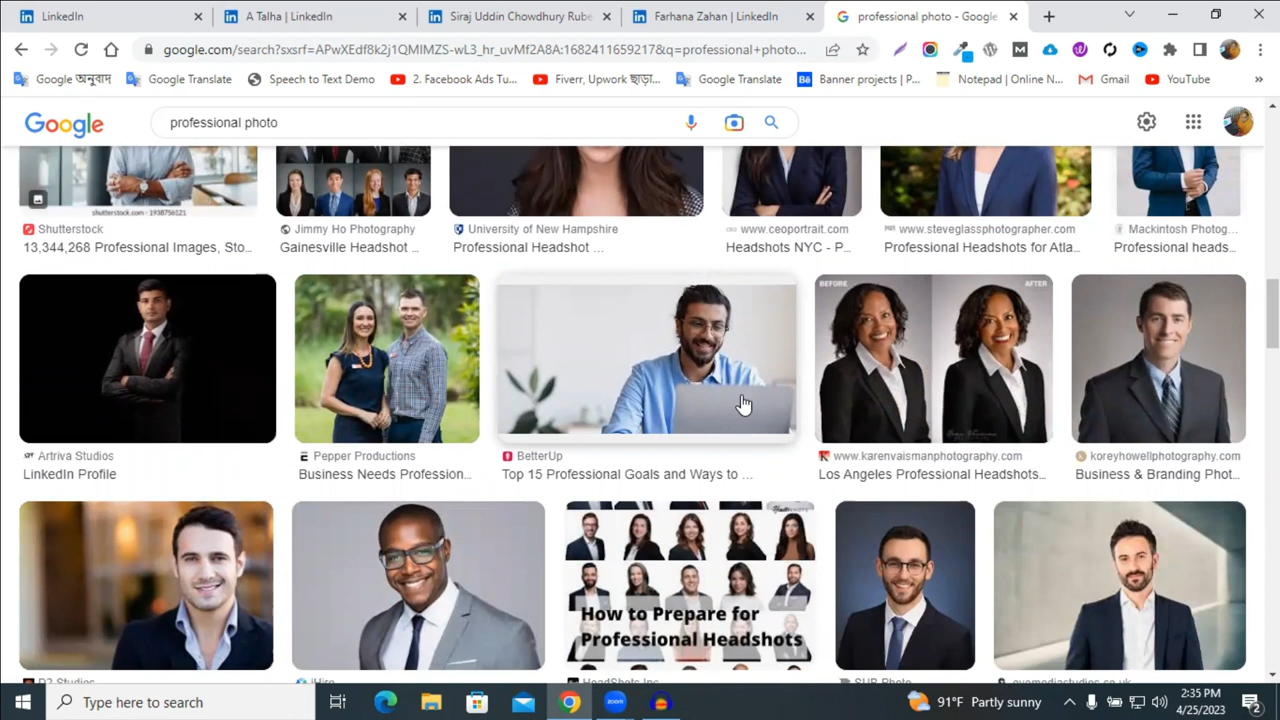 LinkedIn
A Talha | LinkedIn
Siraj Uddin Chowdhury Rube
Farhana Zahan | LinkedIn
professional photo - Google
google.com/search?sxsrf=APwXEdf8k2j1QMlMZS-wL3_hr_uvMf2A8A:1682411659217&q=professional+photo...
Google অনুবাদ
Google Translate
Speech to Text Demo
2. Facebook Ads Tu...
Fiverr, Upwork ছাড়া...
Google Translate
Banner projects | P...
Notepad | Online N...
Gmail
YouTube
»
Google
professional photo
shutterstock.com · 1938756121
Shutterstock
13,344,268 Professional Images, Sto...
Jimmy Ho Photography
Gainesville Headshot ...
University of New Hampshire
Professional Headshot ...
www.ceoportrait.com
Headshots NYC - P...
www.steveglassphotographer.com
Professional Headshots for Atla...
Mackintosh Photog...
Professional heads...
BEFORE
AFTER
Artriva Studios
LinkedIn Profile
Pepper Productions
Business Needs Profession...
BetterUp
Top 15 Professional Goals and Ways to ...
www.karenvaismanphotography.com
Los Angeles Professional Headshots...
koreyhowellphotography.com
Business & Branding Phot...
How to Prepare for
Professional Headshots
Type here to search
zoom
91°F Partly sunny
2:35 PM
4/25/2023
2